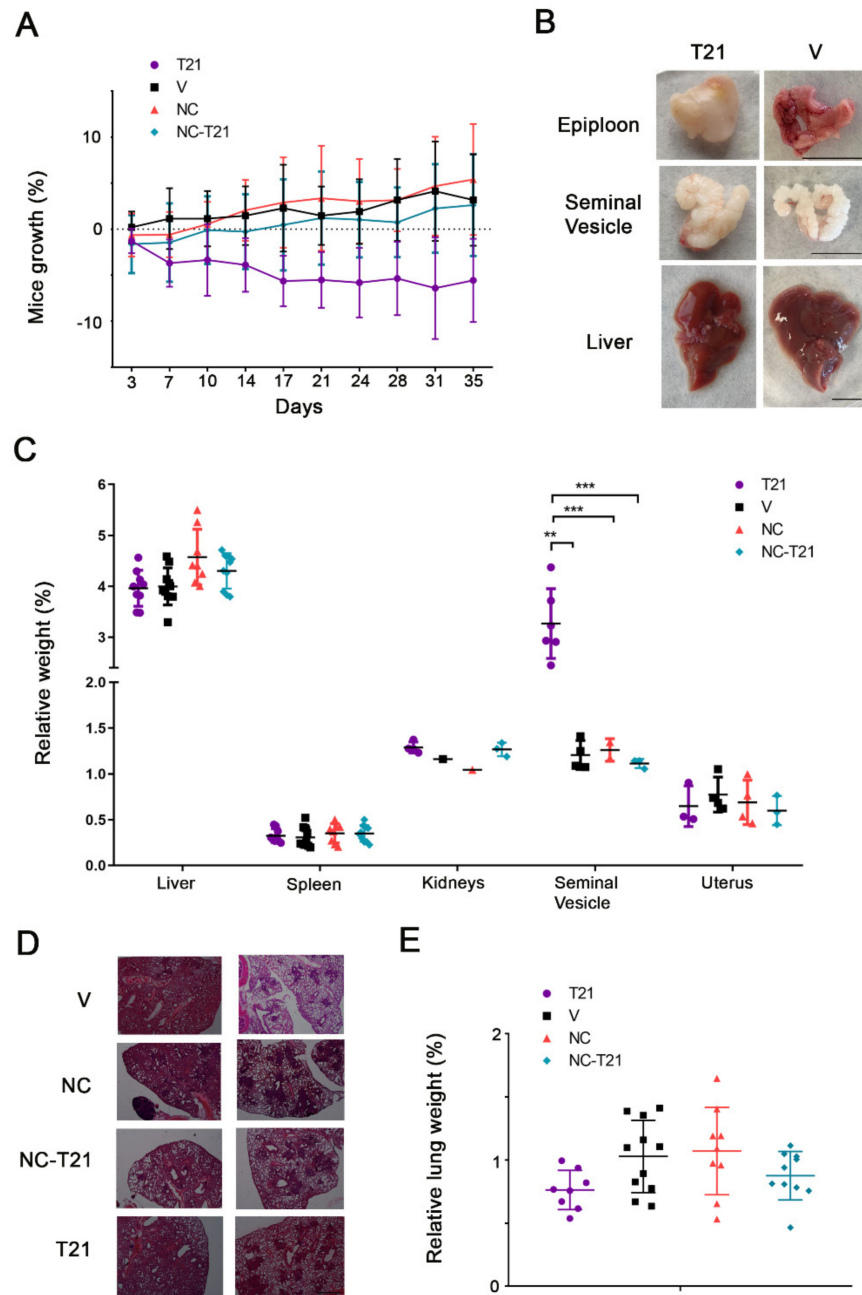 A
T21
V
NC
NC-T21
Mice growth (%)
10
0
-10
3 7 10 14 17 21 24 28 31 35
Days
B
T21 V
Epiploon
Seminal
Vesicle
Liver
C
T21
V
NC
NC-T21
Relative weight (%)
6
5
4
3
2.0
1.5
1.0
0.5
0.0
***
***
**
Liver Spleen Kidneys Seminal
Vesicle Uterus
D
V
NC
NC-T21
T21
E
T21
V
NC
NC-T21
Relative lung weight (%)
2
1
0